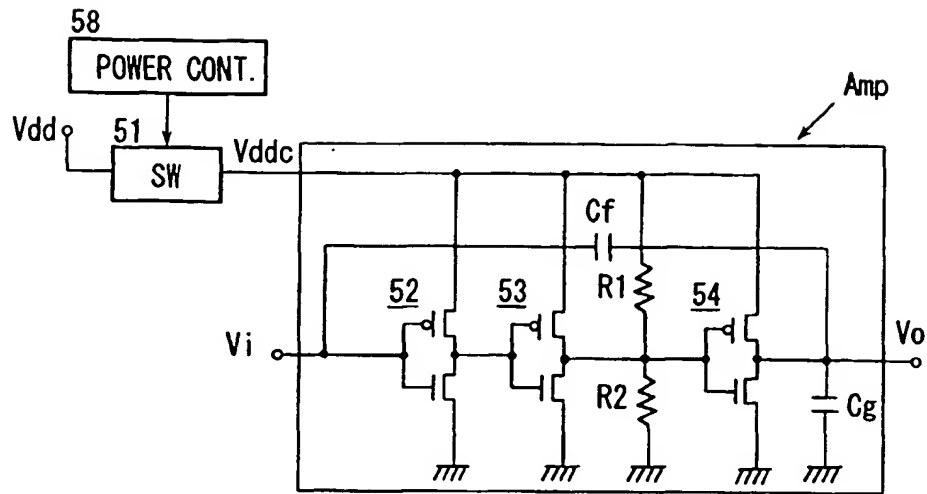 58
POWER CONT.
Amp
Vdd
51
SW
Vddc
Cf
R1
52
53
54
Vi
Vo
R2
Cg